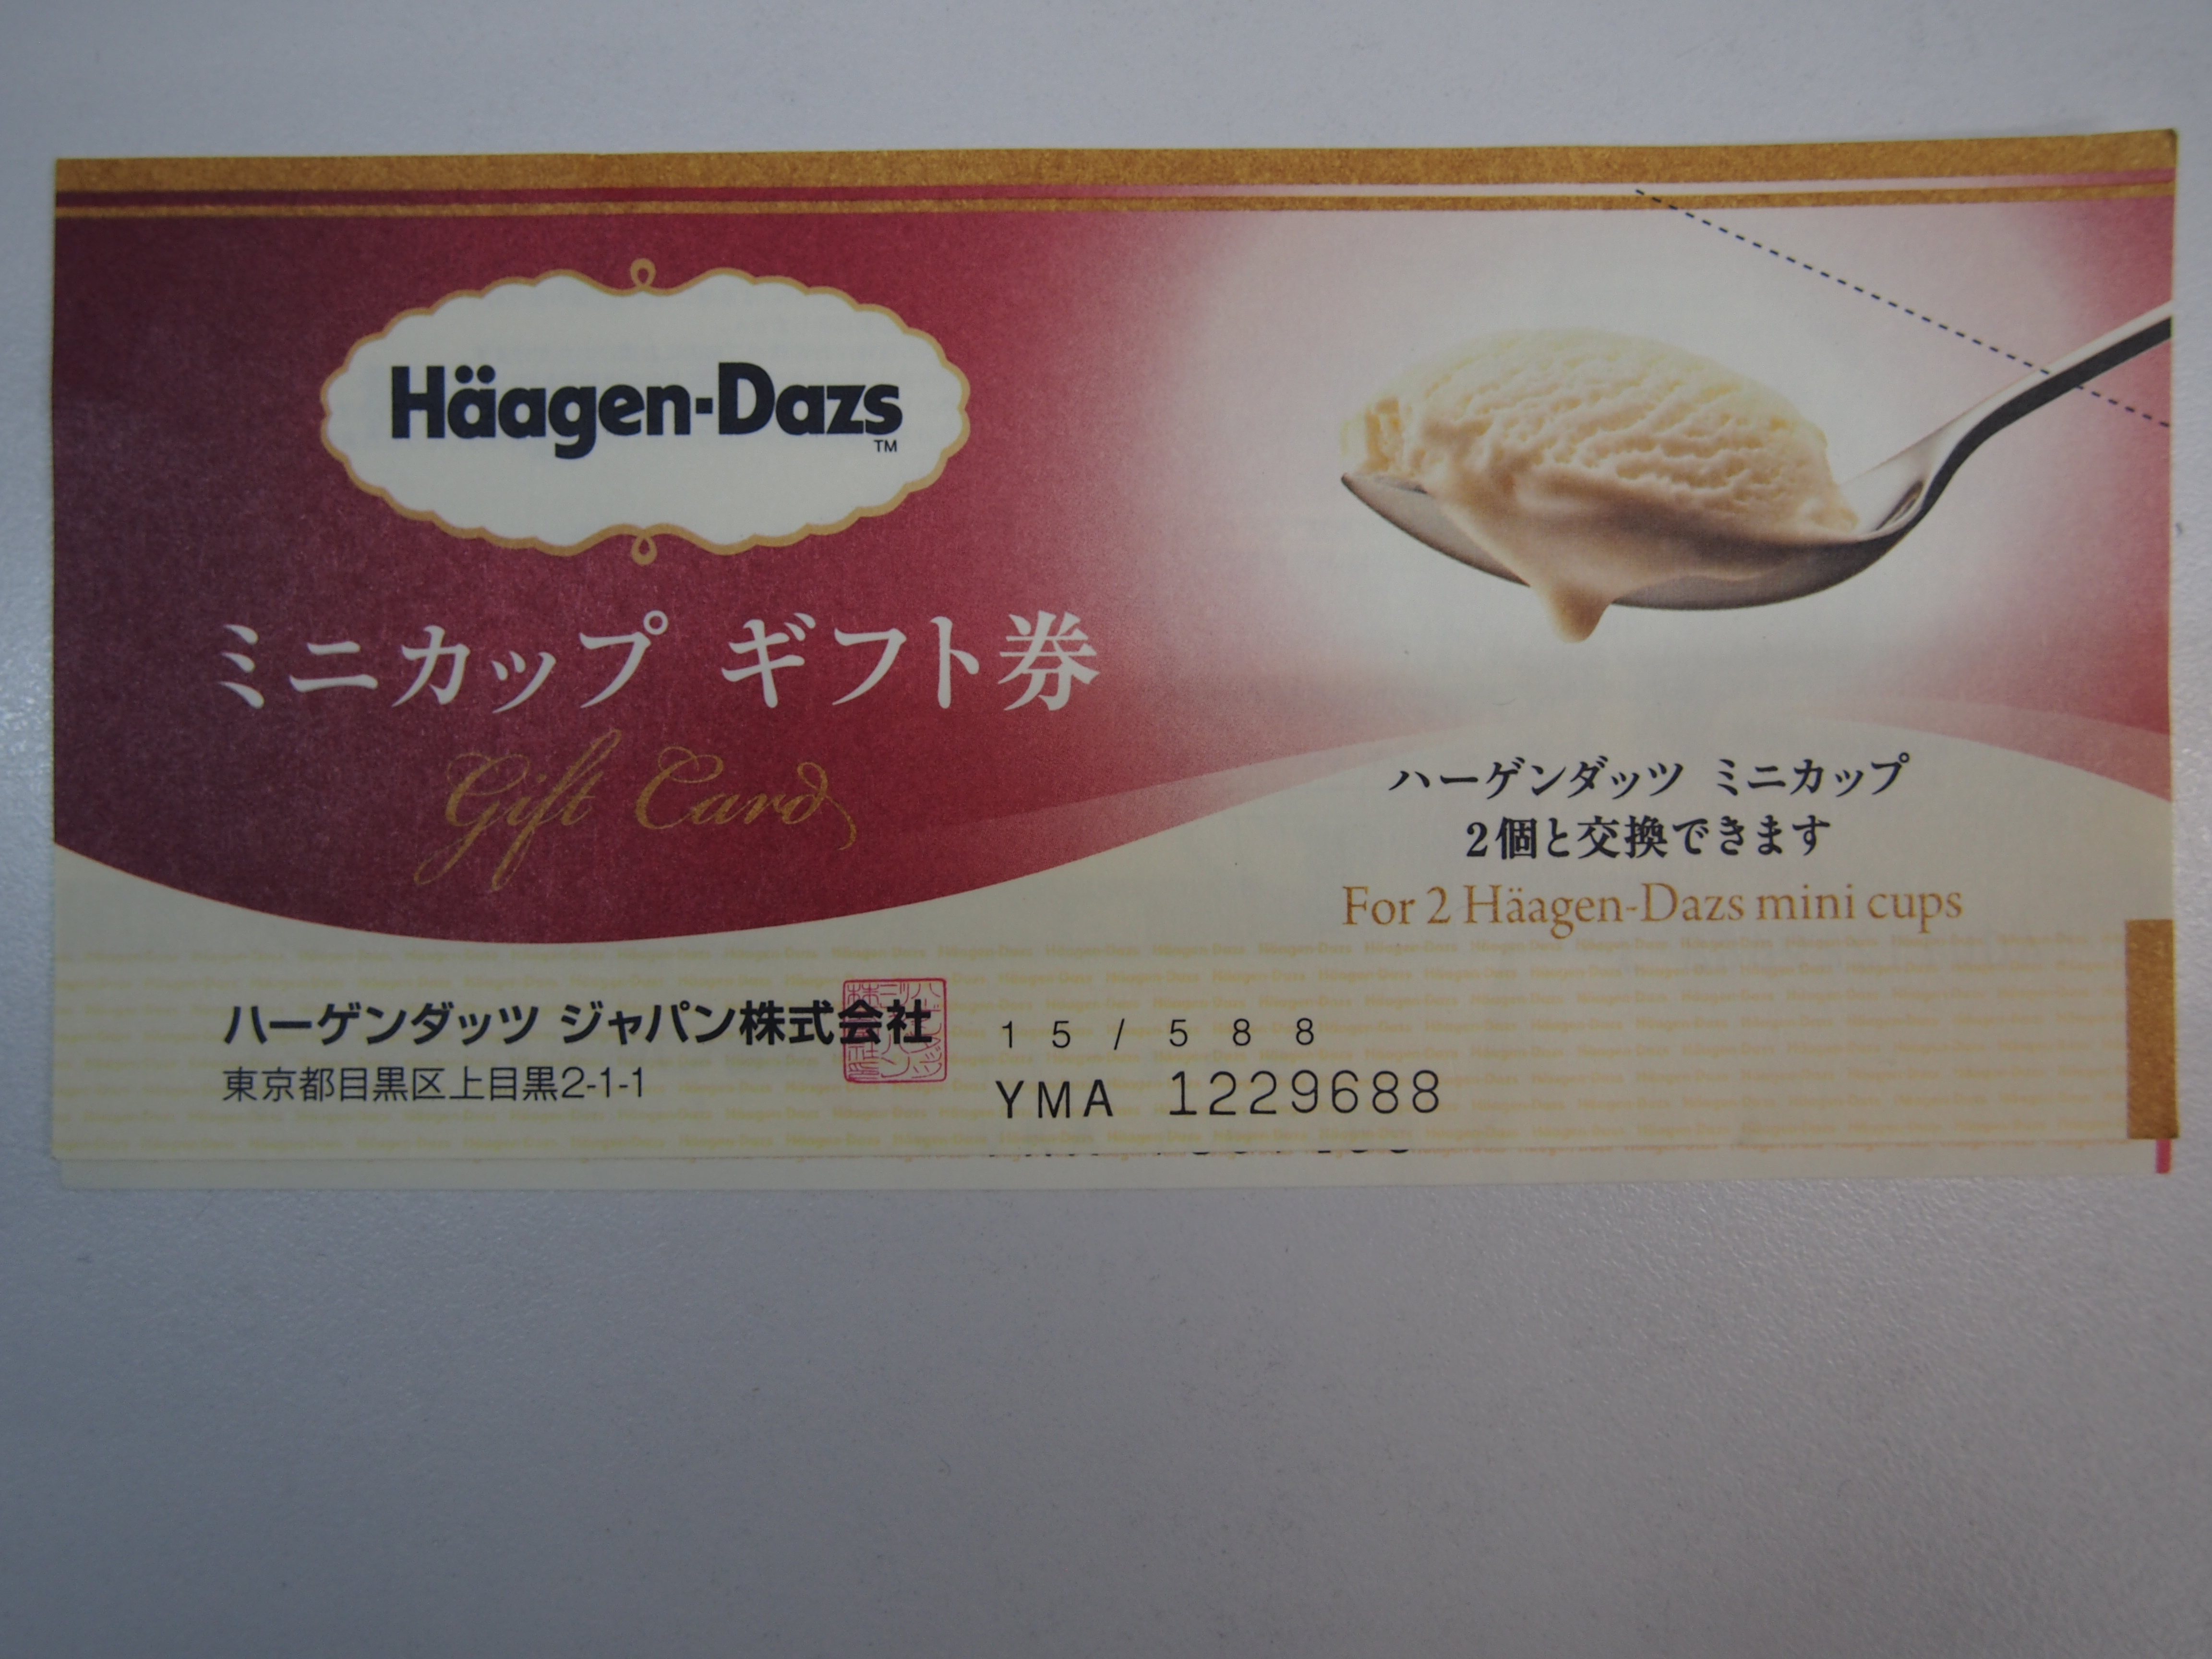 Häagen-Dazs
TM
ミニカップ ギフト券
Gift Card
ハーゲンダッツ ミニカップ
2個と交換できます
For 2 Häagen-Dazs mini cups
ハーゲンダッツ ジャパン株式会社
東京都目黒区上目黒2-1-1
15/588
YMA 1229688